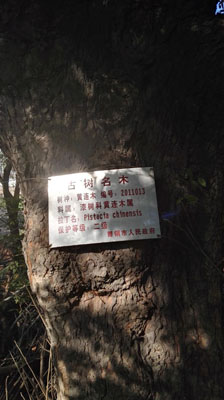 古树名木
树种：黄连木 编号：2011013
科属：漆树科黄连木属
拉丁名：Pistacia chinensis
保护等级：二级
市人民政府